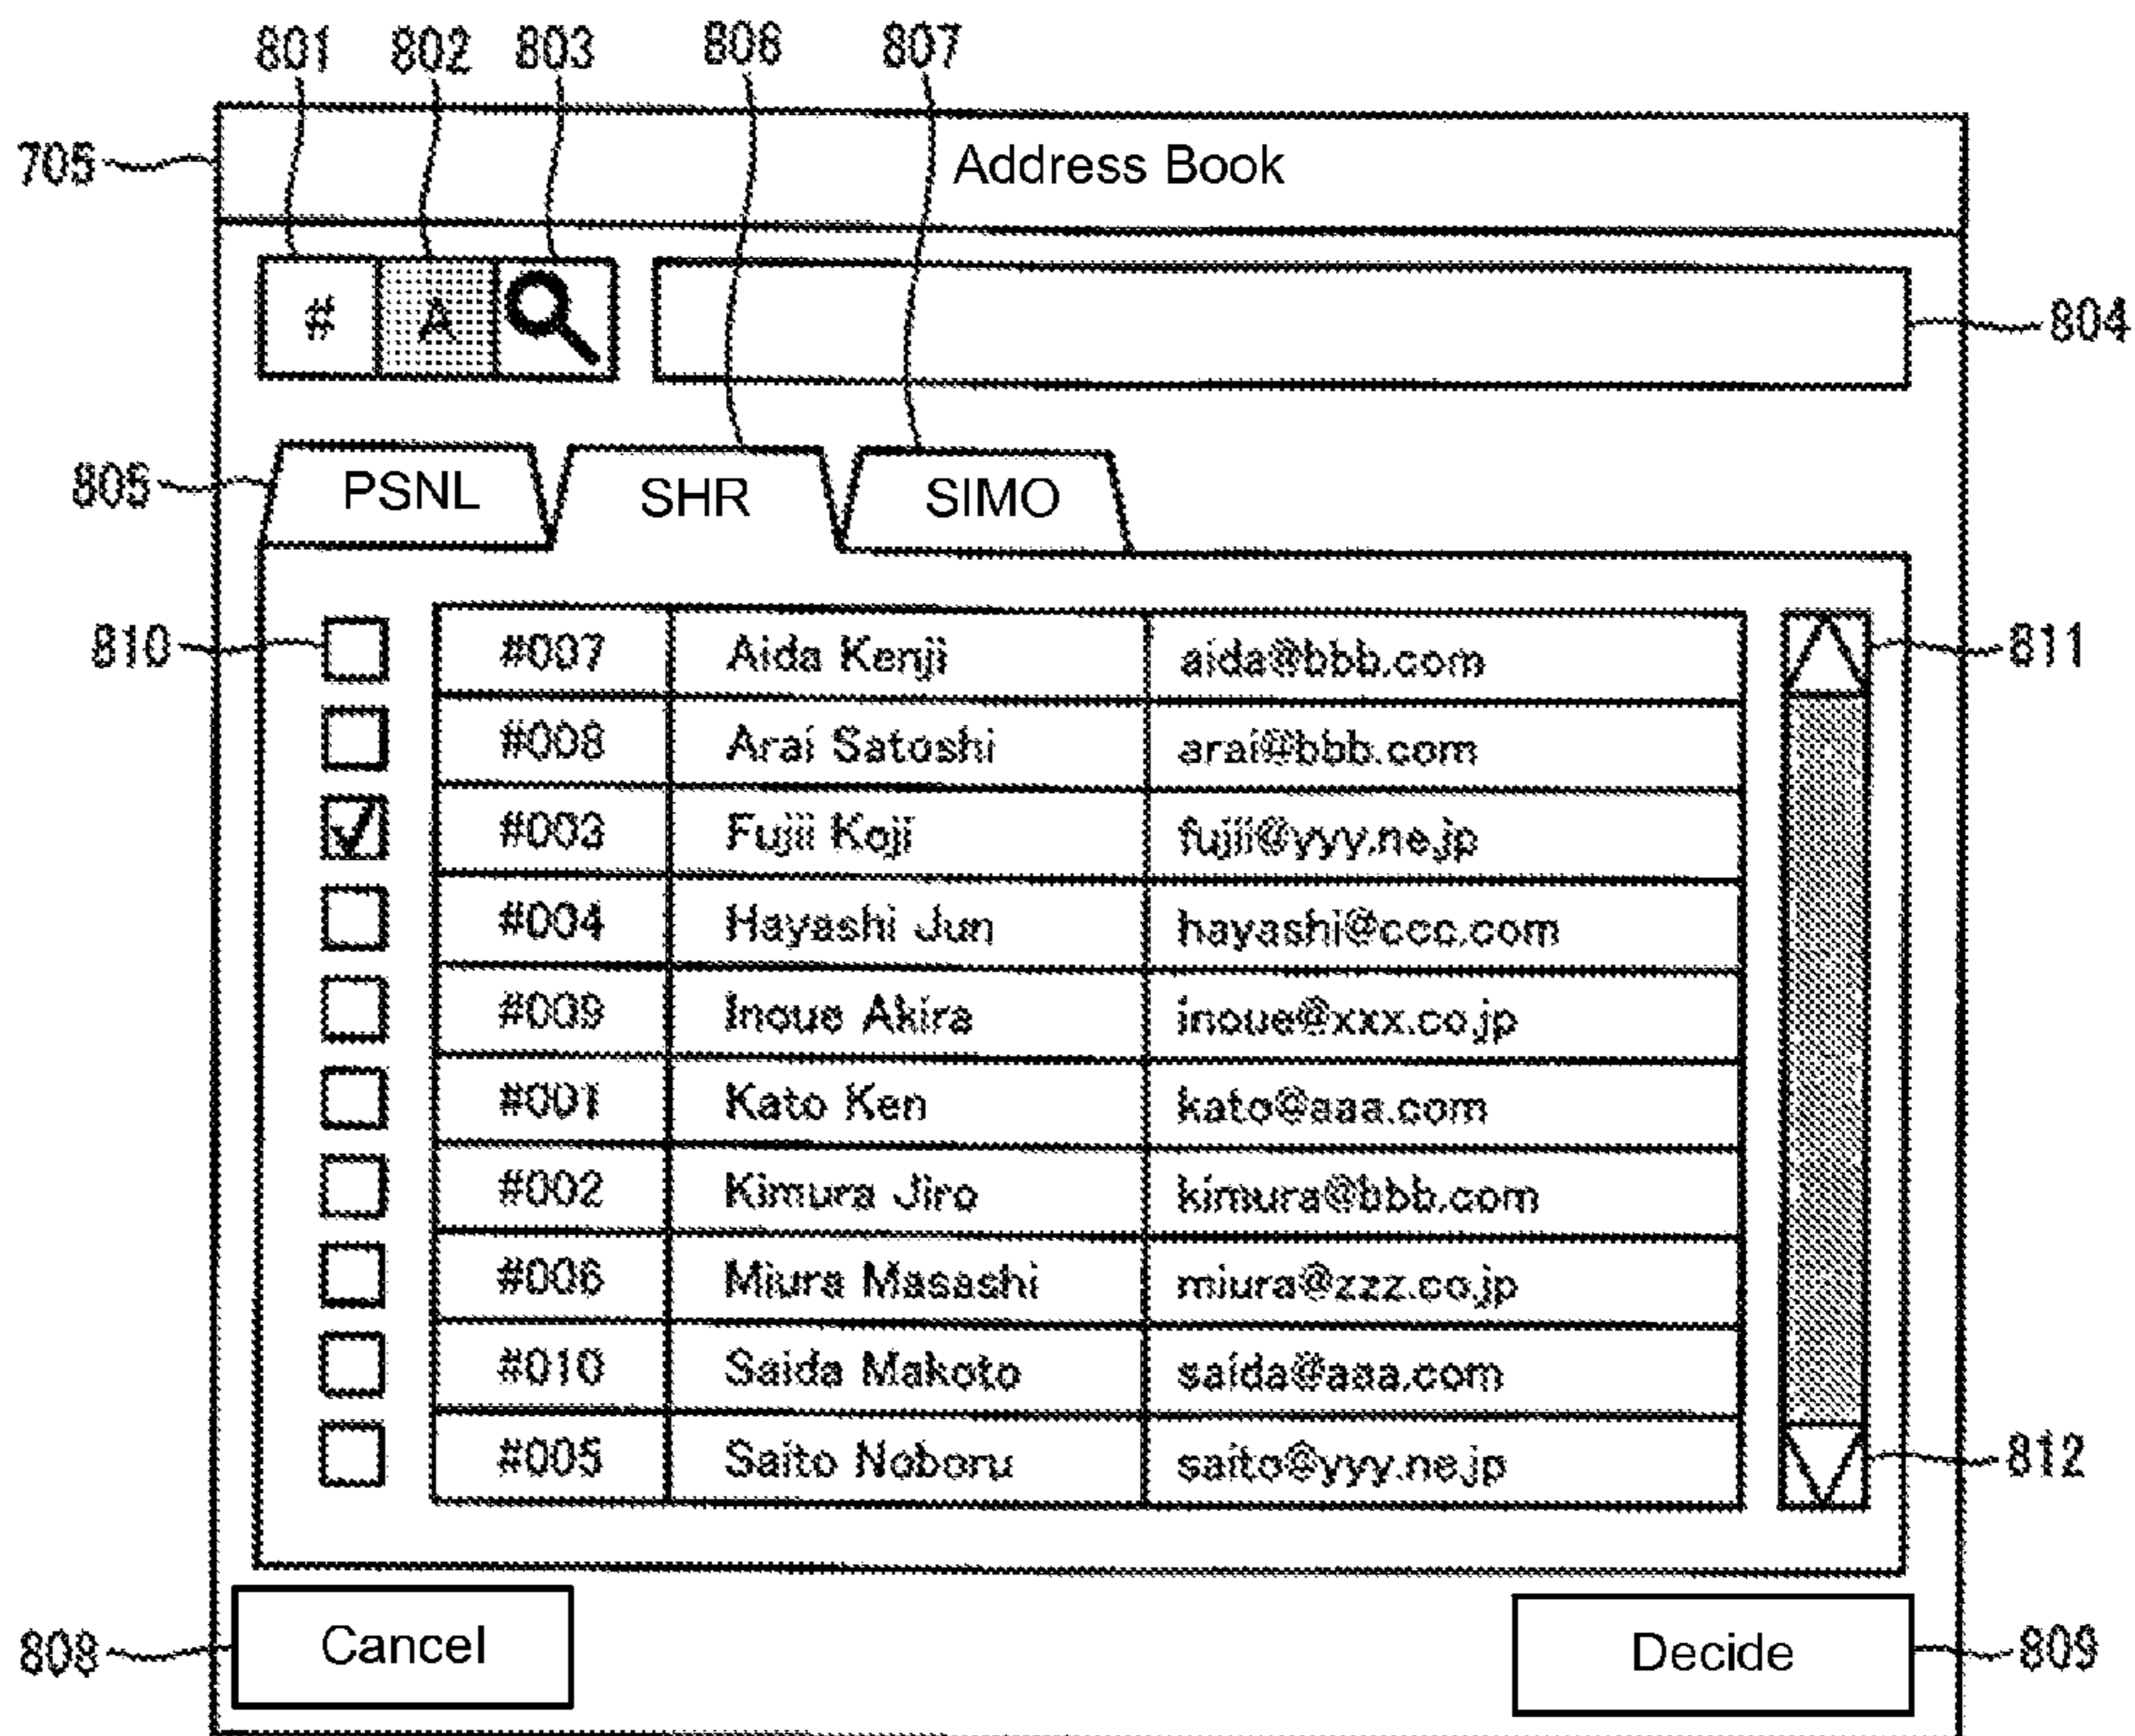 801 802 803 806 807
705 Address Book
# A 804
805 PSNL SHR SIMO
810 #007 Aida Kenji aida@bbb.com 811
#008 Arai Satoshi arai@bbb.com
#003 Fujii Koji fujii@yyy.ne.jp
#004 Hayashi Jun hayashi@ccc.com
#009 Inoue Akira inoue@xxx.co.jp
#001 Kato Ken kato@aaa.com
#002 Kimura Jiro kimura@bbb.com
#006 Miura Masashi miura@zzz.co.jp
#010 Saida Makoto saida@aaa.com
#005 Saito Noboru saito@yyy.ne.jp 812
808 Cancel Decide 809